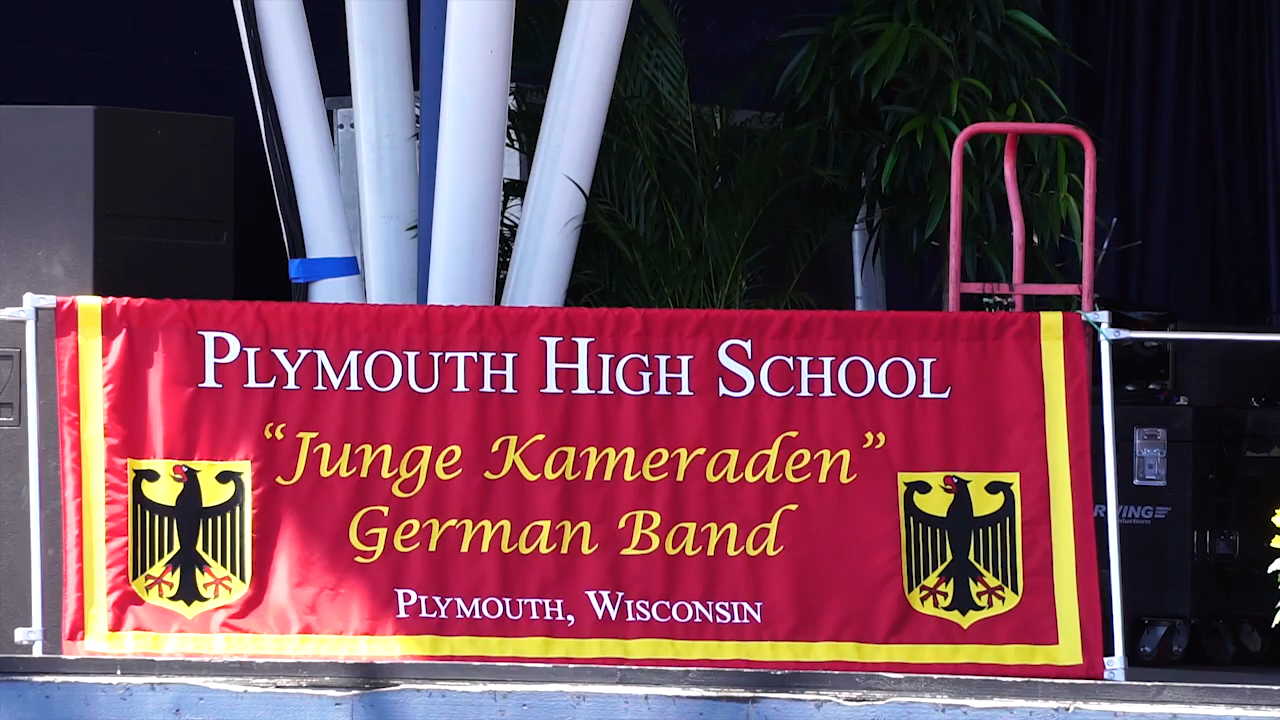 Plymouth High School
“Junge Kameraden”
German Band
Plymouth, Wisconsin